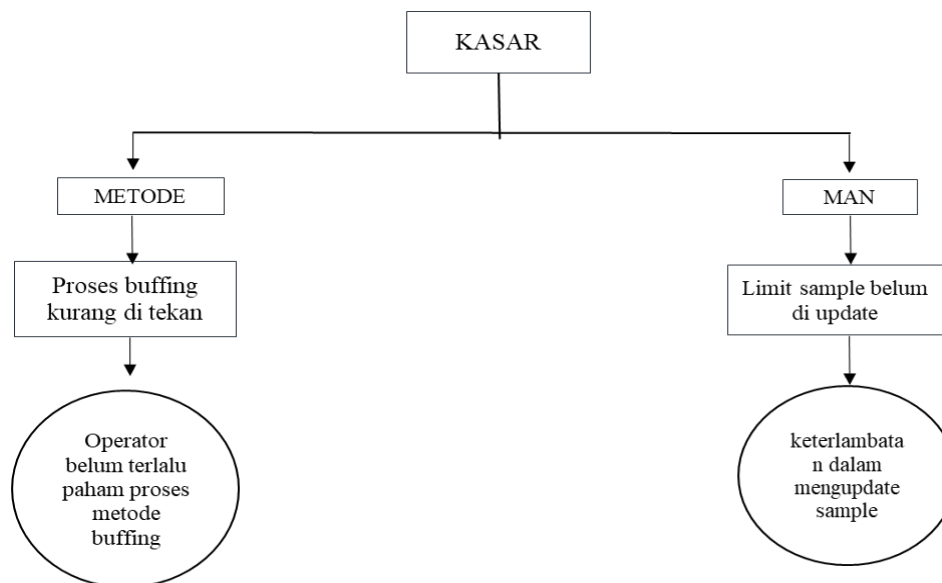 KASAR
METODE
MAN
Proses buffing
kurang di tekan
Limit sample belum
di update
Operator
belum terlalu
paham proses
metode
buffing
keterlambata
n dalam
mengupdate
sample